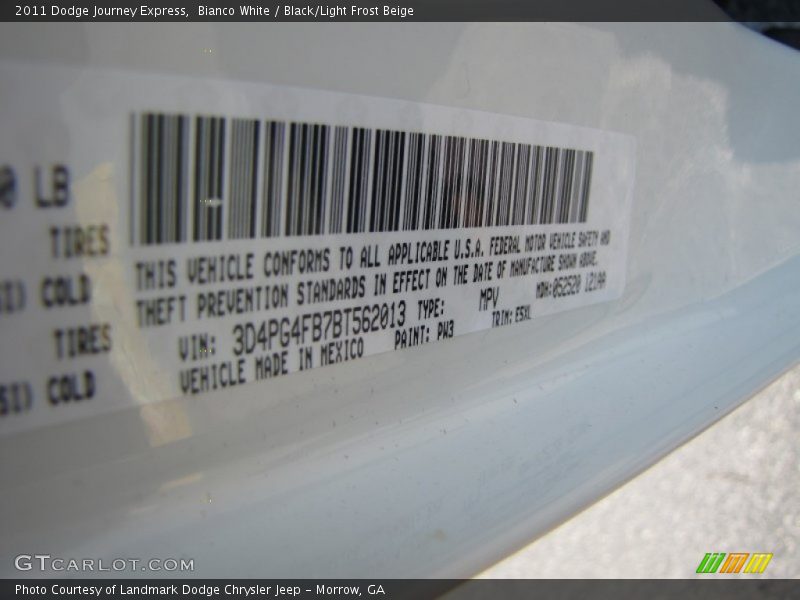 2011 Dodge Journey Express, Bianco White / Black/Light Frost Beige
LB
TIRES
COLD
TIRES
COLD
THIS VEHICLE CONFORMS TO ALL APPLICABLE U.S.A. FEDERAL MOTOR VEHICLE SAFETY AND
THEFT PREVENTION STANDARDS IN EFFECT ON THE DATE OF MANUFACTURE SHOWN ABOVE.
VIN: 3D4PG4FB7BT562013 TYPE: MPV MDH: 052520 121AA
VEHICLE MADE IN MEXICO PAINT: PW3 TRIM: E5XL
GTCARLOT.COM
Photo Courtesy of Landmark Dodge Chrysler Jeep - Morrow, GA